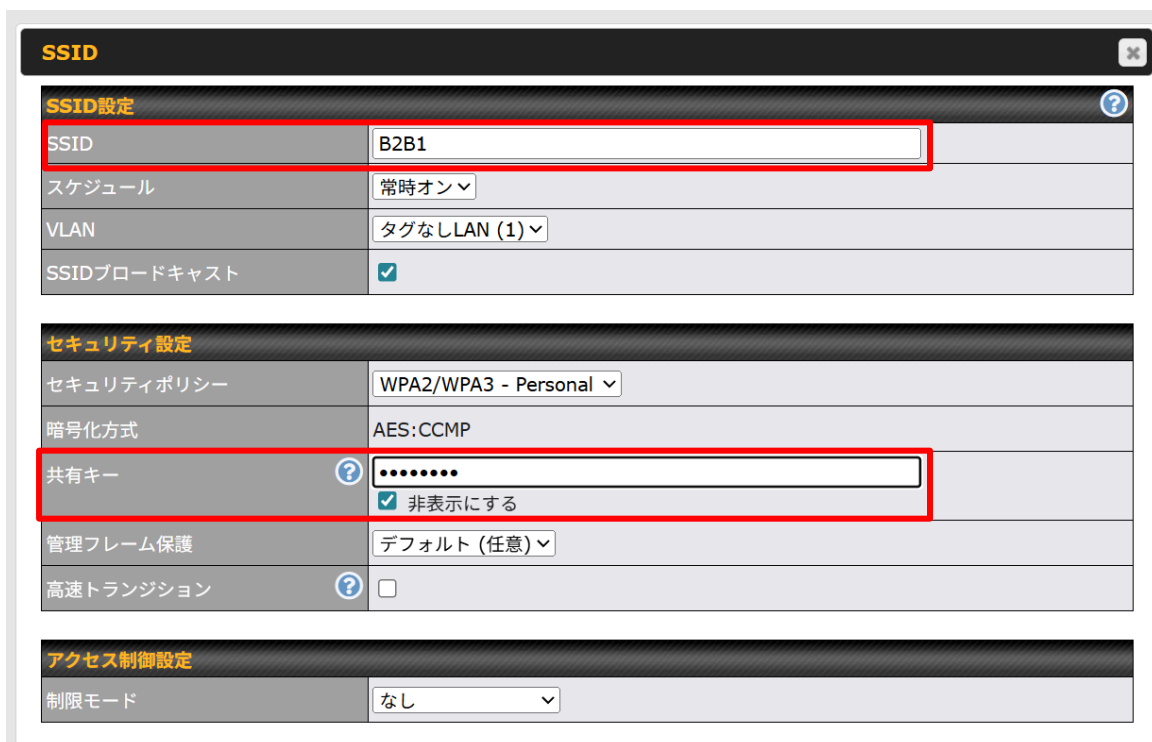 SSID
SSID設定
SSID B2B1
スケジュール 常時オン
VLAN タグなしLAN (1)
SSIDブロードキャスト
セキュリティ設定
セキュリティポリシー WPA2/WPA3 - Personal
暗号化方式 AES:CCMP
共有キー ••••••••
非表示にする
管理フレーム保護 デフォルト (任意)
高速トランジション
アクセス制御設定
制限モード なし